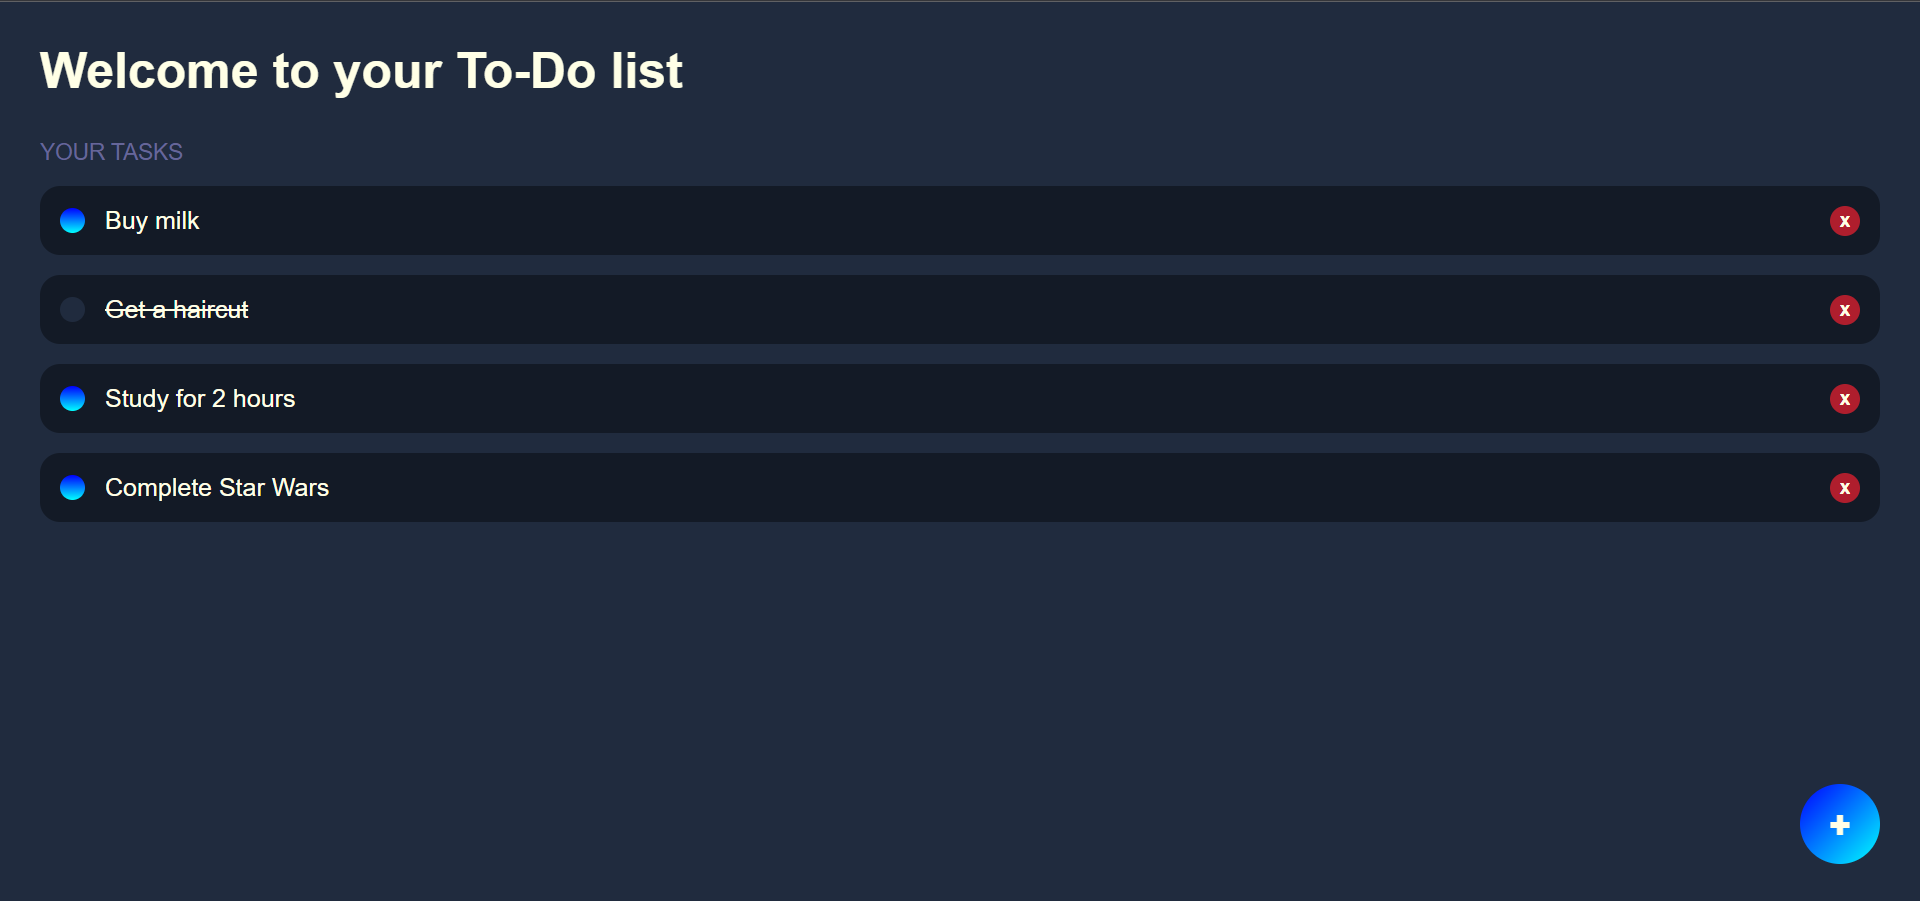 Welcome to your To-Do list
YOUR TASKS
Buy milk
x
Get a haircut
x
Study for 2 hours
x
Complete Star Wars
x
+